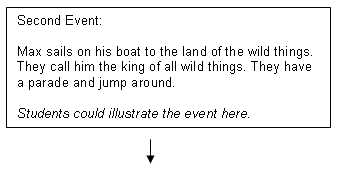 Second Event:
Max sails on his boat to the land of the wild things.
They call him the king of all wild things. They have
a parade and jump around.
Students could illustrate the event here.